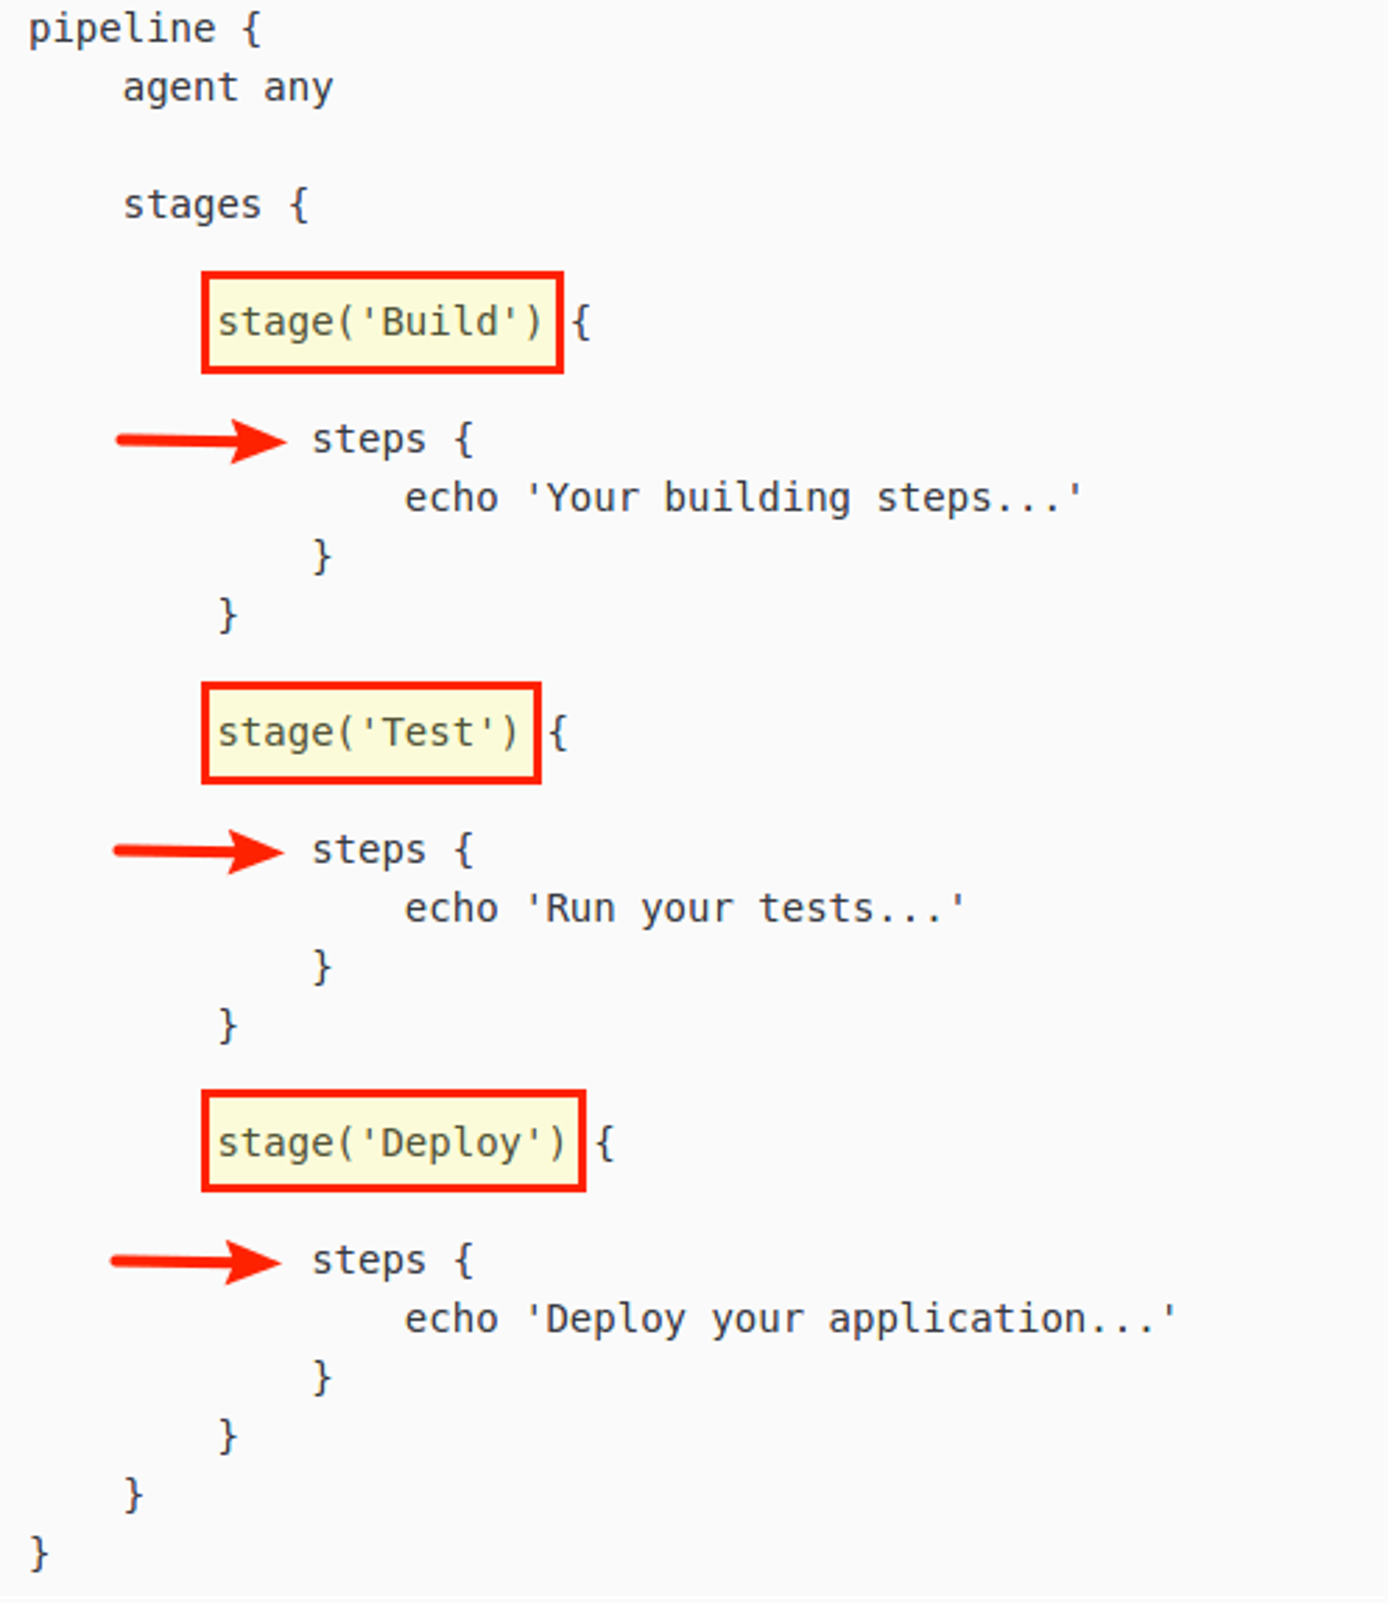 pipeline {
    agent any
    stages {
        stage('Build') {
            steps {
                echo 'Your building steps...'
            }
        }
        stage('Test') {
            steps {
                echo 'Run your tests...'
            }
        }
        stage('Deploy') {
            steps {
                echo 'Deploy your application...'
            }
        }
    }
}